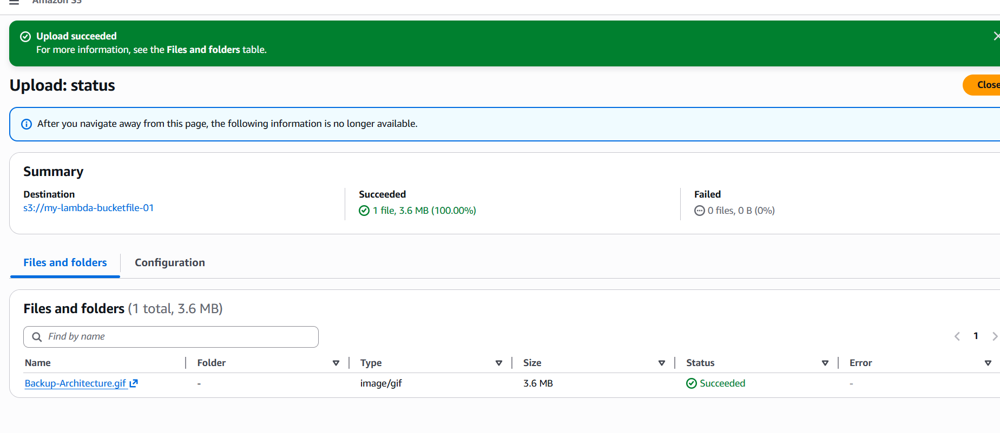 Amazon S3
Upload succeeded
For more information, see the Files and folders table.
Upload: status
Close
After you navigate away from this page, the following information is no longer available.
Summary
Destination
s3://my-lambda-bucketfile-01
Succeeded
1 file, 3.6 MB (100.00%)
Failed
0 files, 0 B (0%)
Files and folders
Configuration
Files and folders (1 total, 3.6 MB)
Find by name
1
Name Folder Type Size Status Error
Backup-Architecture.gif - image/gif 3.6 MB Succeeded -